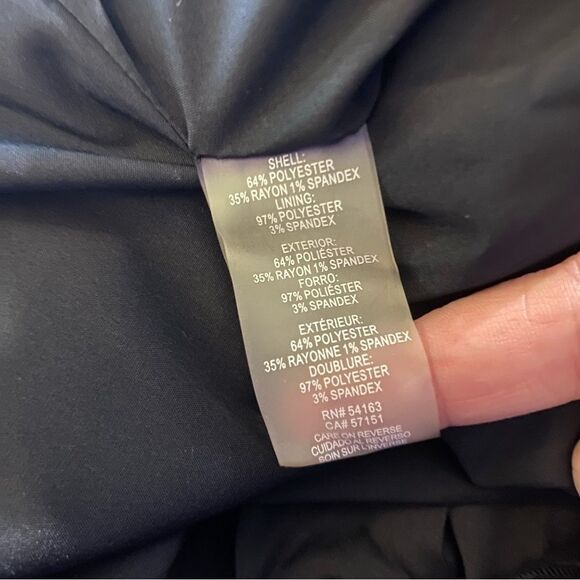 SHELL:
64% POLYESTER
35% RAYON 1% SPANDEX
LINING:
97% POLYESTER
3% SPANDEX
EXTERIOR:
64% POLIÉSTER
35% RAYON 1% SPANDEX
FORRO:
97% POLIÉSTER
3% SPANDEX
EXTÉRIEUR:
64% POLYESTER
35% RAYONNE 1% SPANDEX
DOUBLURE:
97% POLYESTER
3% SPANDEX
RN# 54163
CA# 57151
CARE ON REVERSE
CUIDADO AL REVERSO
SOIN SUR L'INVERSE